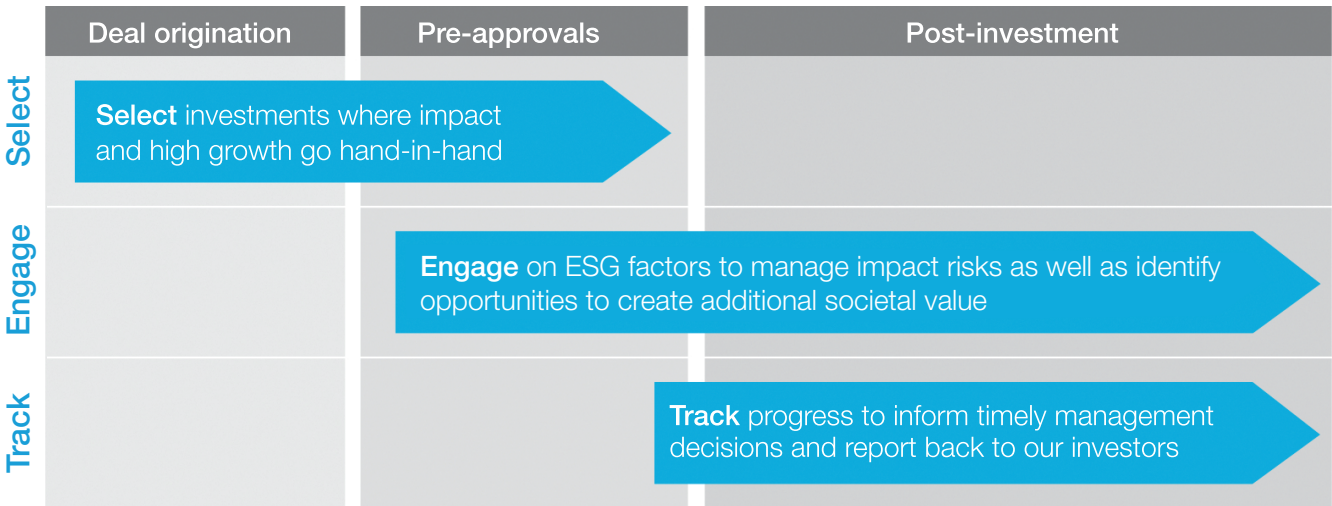 Deal origination
Pre-approvals
Post-investment
Select
Select investments where impact
and high growth go hand-in-hand
Engage
Engage on ESG factors to manage impact risks as well as identify
opportunities to create additional societal value
Track
Track progress to inform timely management
decisions and report back to our investors